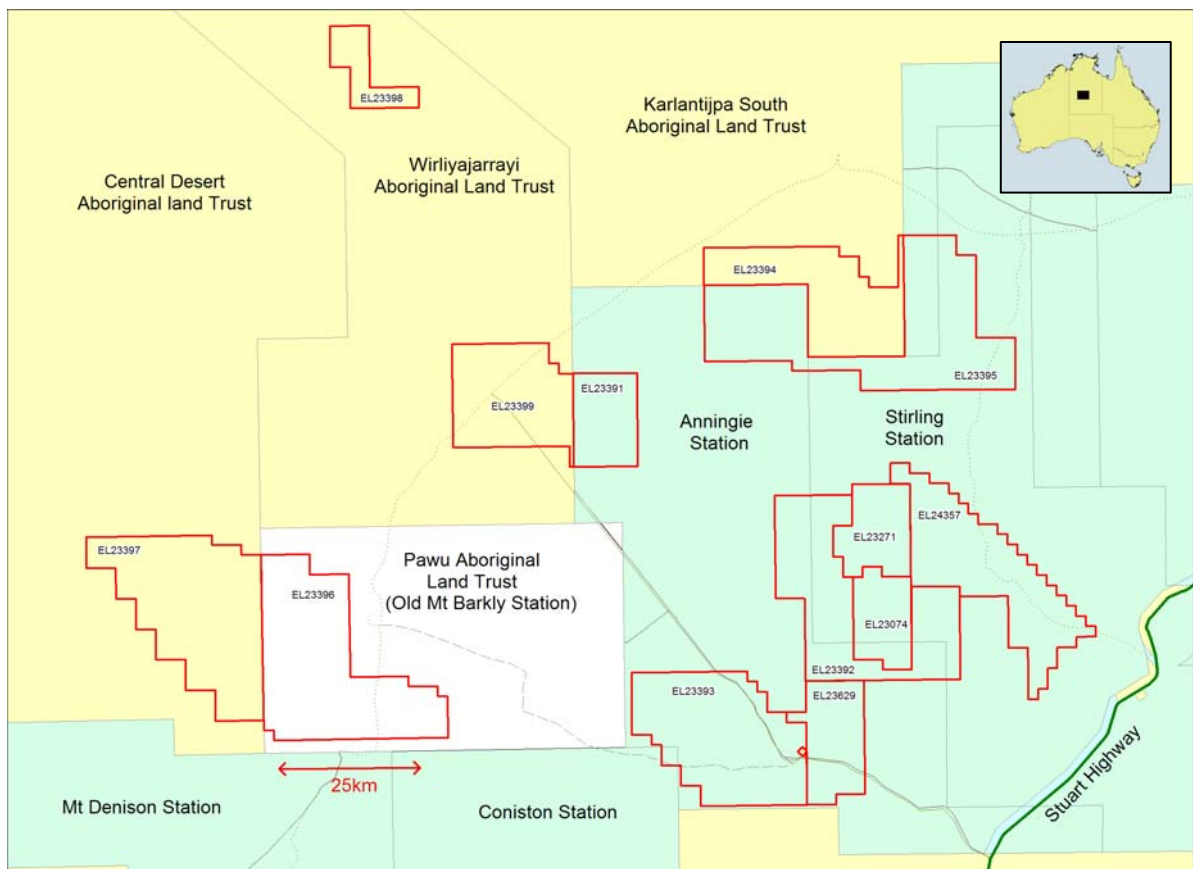 EL23398
Karlantijpa South
Aboriginal Land Trust
Wirliyajarrayi
Aboriginal Land Trust
Central Desert
Aboriginal land Trust
EL23394
EL23395
EL23391
EL23399
Anningie
Station
Stirling
Station
EL24357
EL23271
EL23397
Pawu Aboriginal
Land Trust
(Old Mt Barkly Station)
EL23396
EL23074
EL23392
EL23393
EL23629
25km
Mt Denison Station
Coniston Station
Stuart Highway